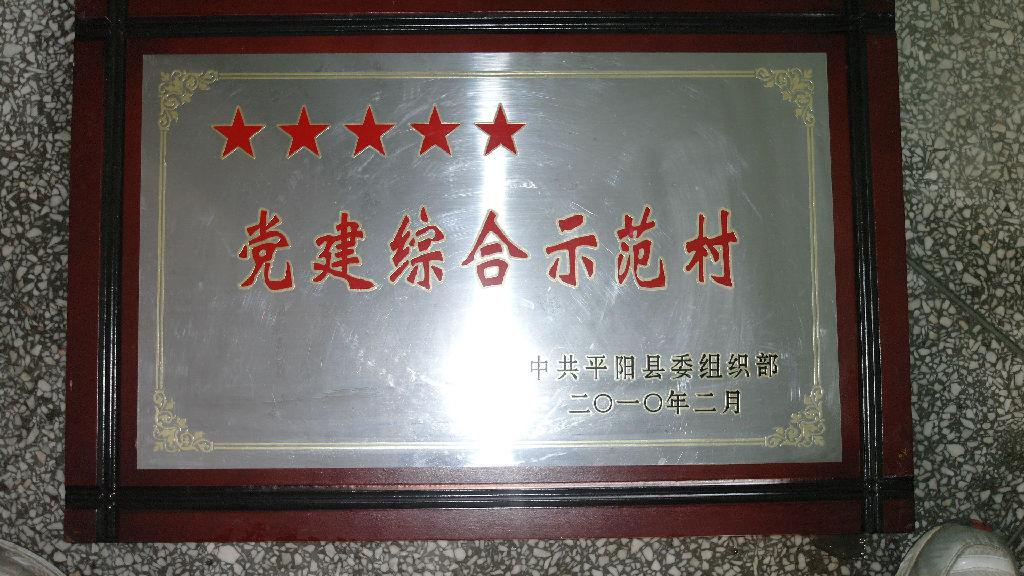 党建综合示范村
中共平阳县委组织部
二〇一〇年二月